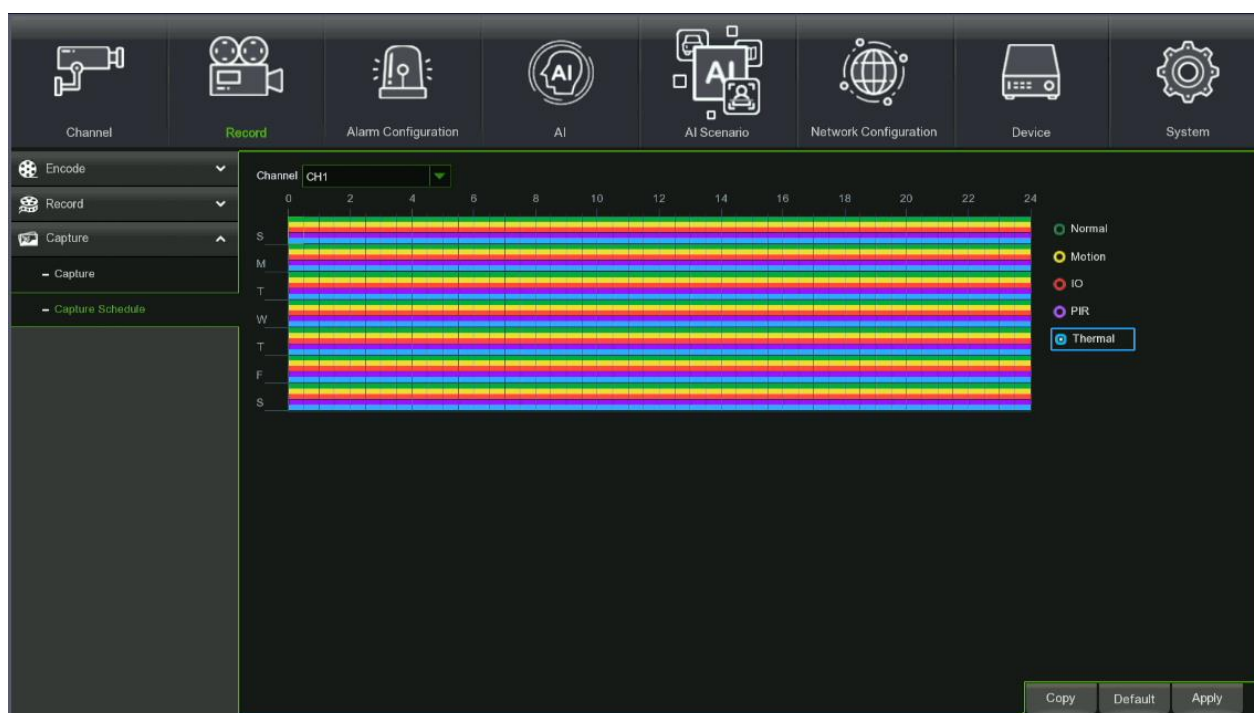 Channel Record Alarm Configuration AI AI Scenario Network Configuration Device System
Encode
Record
Capture
- Capture
- Capture Schedule
Channel CH1
0 2 4 6 8 10 12 14 16 18 20 22 24
S
M
T
W
T
F
S
Normal
Motion
IO
PIR
Thermal
Copy Default Apply